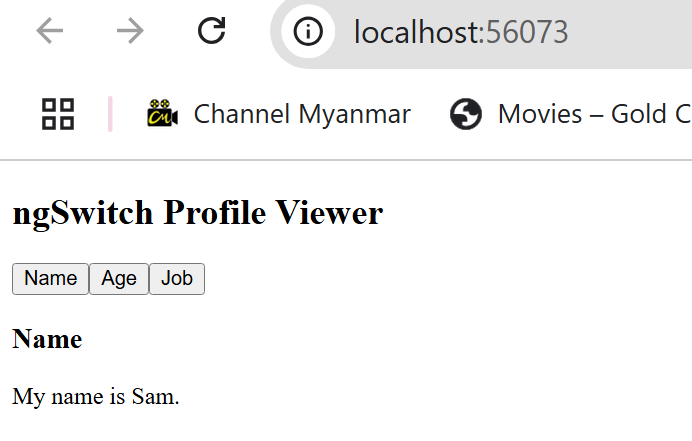 localhost:56073
Channel Myanmar Movies – Gold C
ngSwitch Profile Viewer
Name Age Job
Name
My name is Sam.